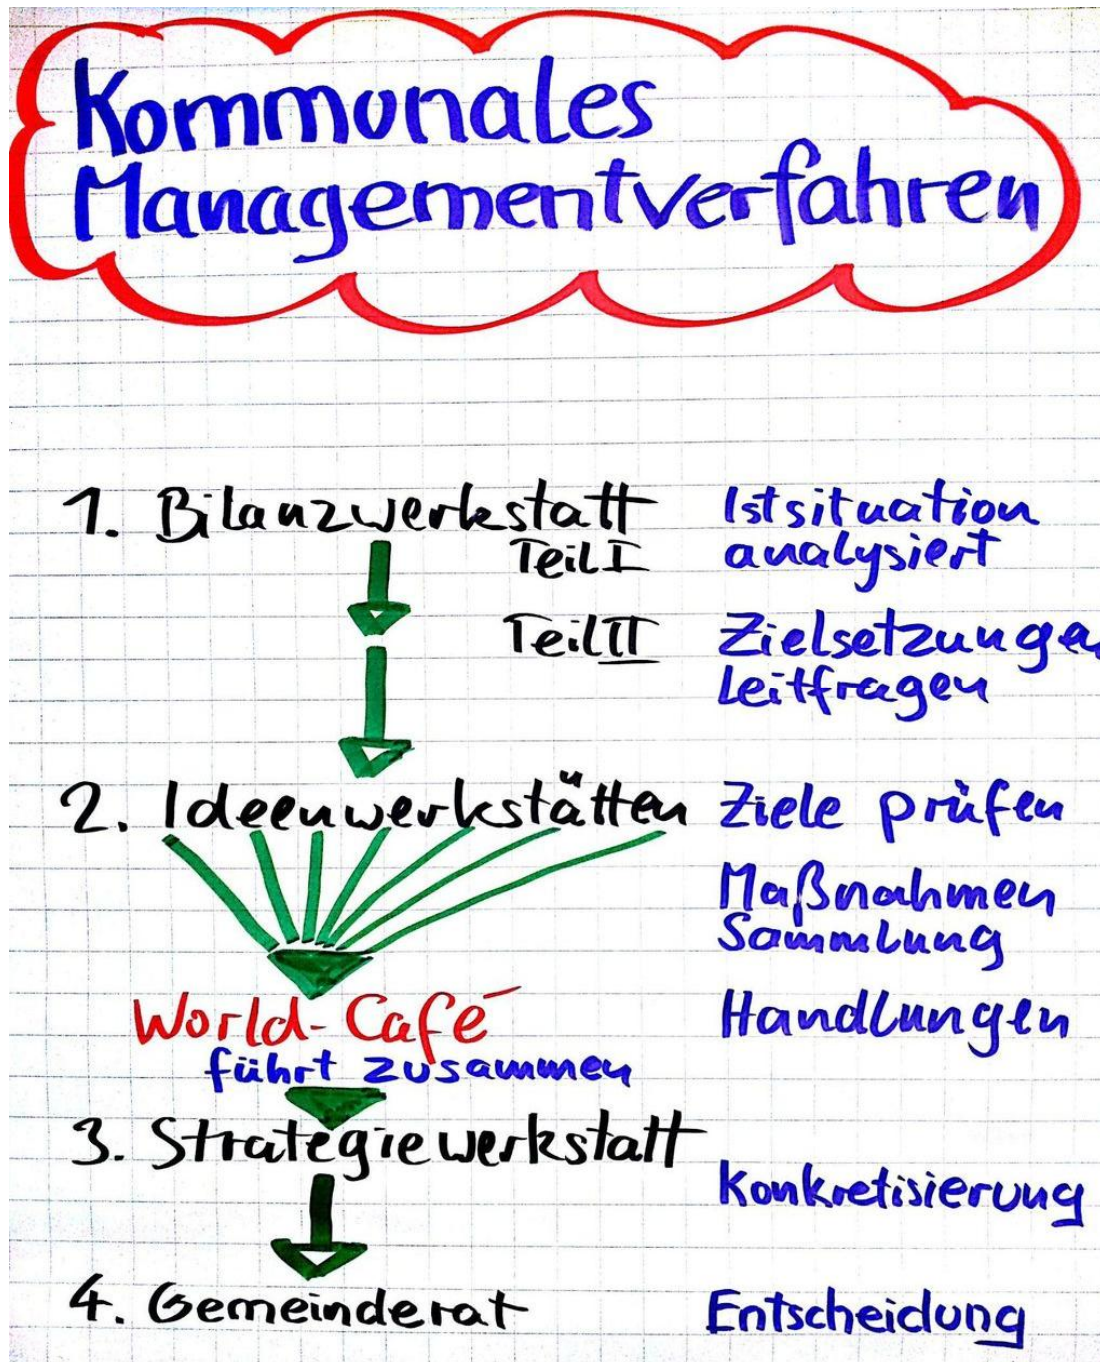 Kommunales
Managementverfahren
1. Bilanzwerkstatt Istsituation
Teil I analysiert
Teil II Zielsetzungen
Leitfragen
2. Ideenwerkstätten Ziele prüfen
Maßnahmen
Sammlung
World-Café Handlungen
führt zusammen
3. Strategiewerkstatt
Konkretisierung
4. Gemeinderat Entscheidung